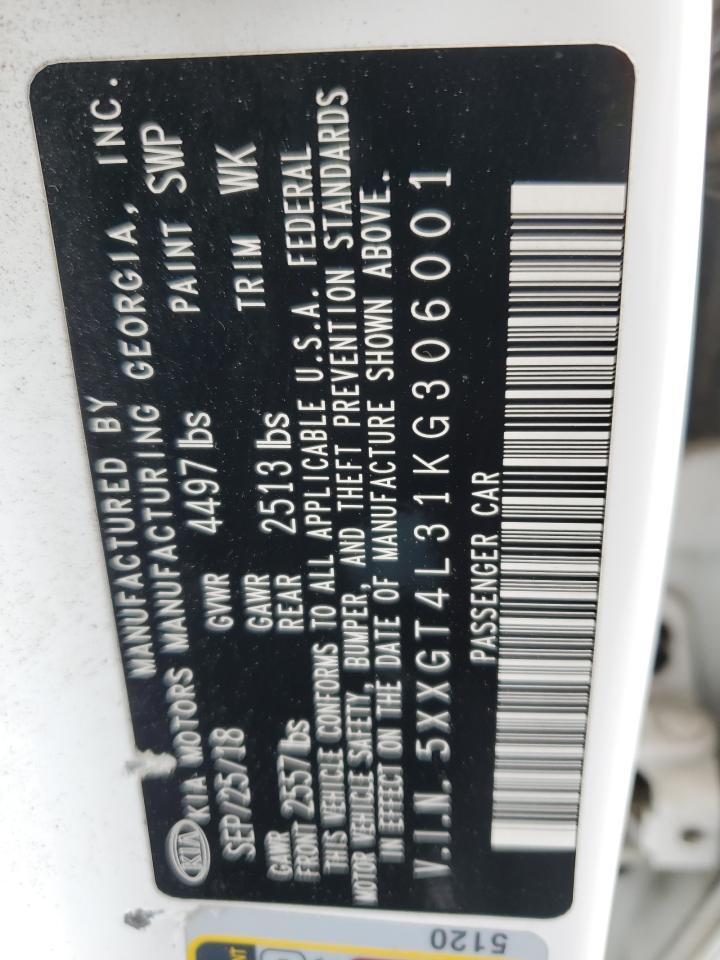 MANUFACTURED BY
KIA KIA MOTORS MANUFACTURING GEORGIA, INC.
SEP/25/18 GVWR 4497 lbs PAINT SWP
GAWR FRONT 2557 lbs GAWR REAR 2513 lbs TRIM WK
THIS VEHICLE CONFORMS TO ALL APPLICABLE U.S.A. FEDERAL
MOTOR VEHICLE SAFETY, BUMPER, AND THEFT PREVENTION STANDARDS
IN EFFECT ON THE DATE OF MANUFACTURE SHOWN ABOVE.
V.I.N. 5XXGT4L31KG306001
PASSENGER CAR
5120